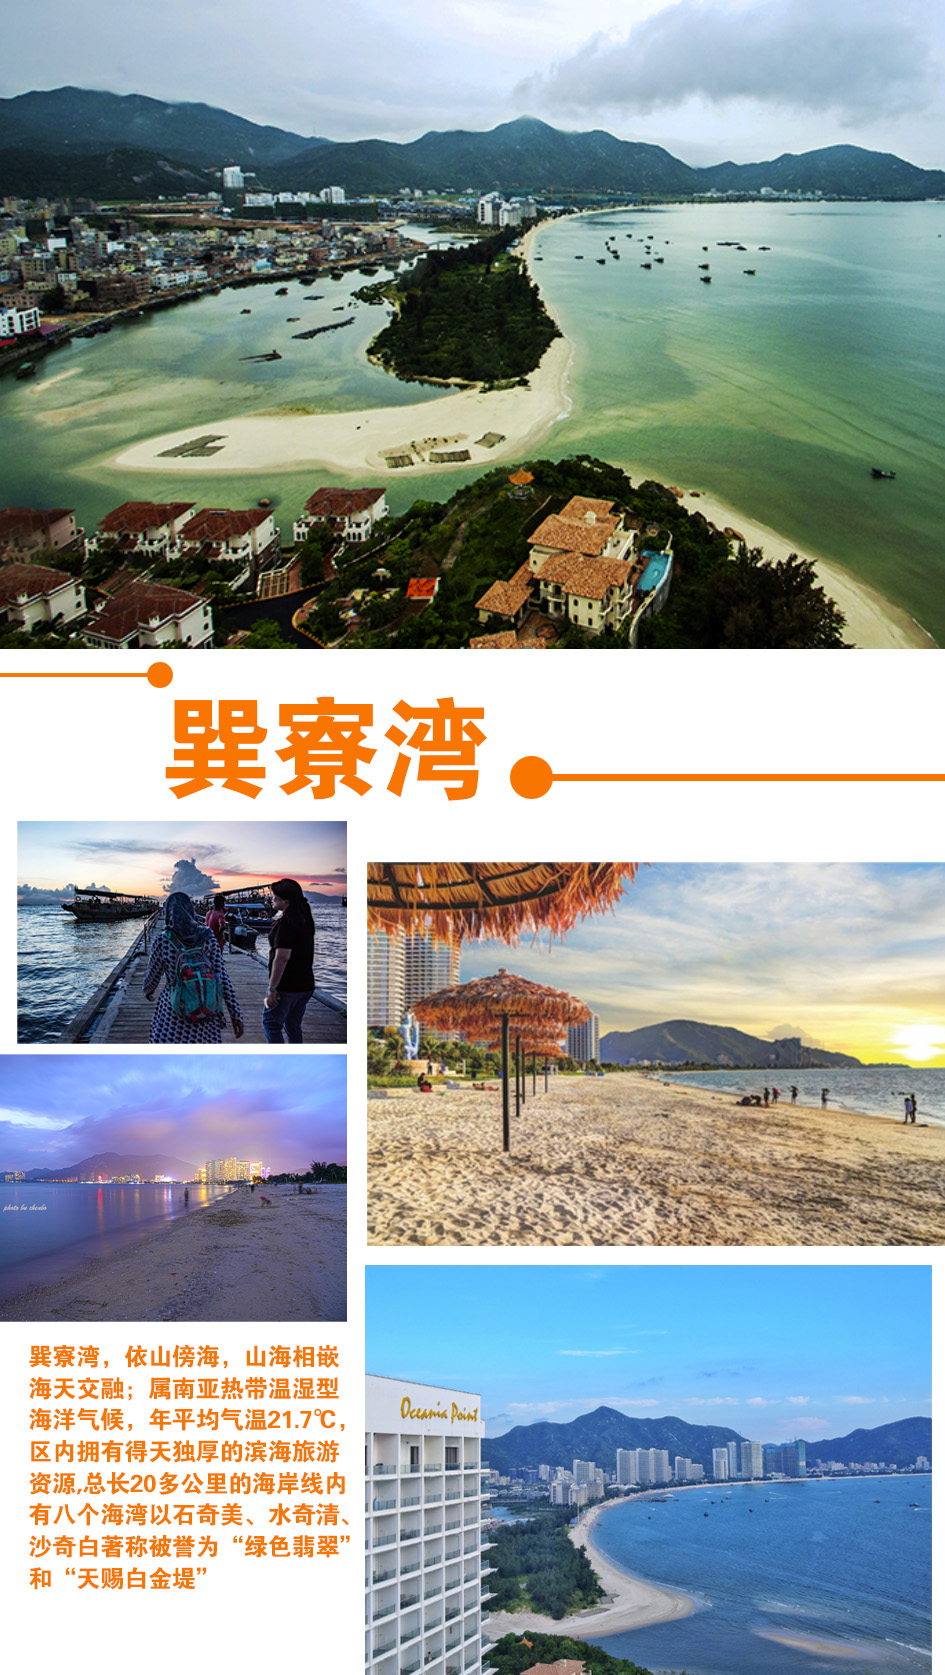 巽寮湾
photo by chenbo
Oceania Point
巽寮湾，依山傍海，山海相嵌
海天交融；属南亚热带温湿型
海洋气候，年平均气温21.7℃，
区内拥有得天独厚的滨海旅游
资源,总长20多公里的海岸线内
有八个海湾以石奇美、水奇清、
沙奇白著称被誉为“绿色翡翠”
和“天赐白金堤”